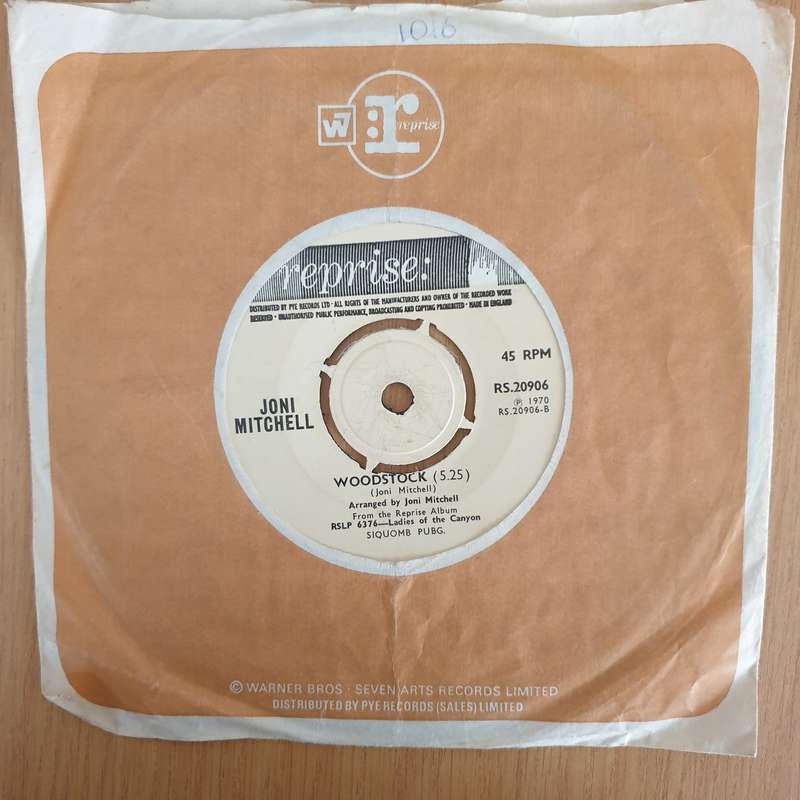 1016
W7 r: reprise
reprise:
DISTRIBUTED BY PYE RECORDS LTD · ALL RIGHTS OF THE MANUFACTURERS AND OWNER OF THE RECORDED WORK
RESERVED · UNAUTHORISED PUBLIC PERFORMANCE, BROADCASTING AND COPYING PROHIBITED · MADE IN ENGLAND
45 RPM
RS.20906
Ⓟ 1970
RS.20906-B
JONI
MITCHELL
WOODSTOCK (5.25)
(Joni Mitchell)
Arranged by Joni Mitchell
From the Reprise Album
RSLP 6376—Ladies of the Canyon
SIQUOMB PUBG.
© WARNER BROS · SEVEN ARTS RECORDS LIMITED
DISTRIBUTED BY PYE RECORDS (SALES) LIMITED